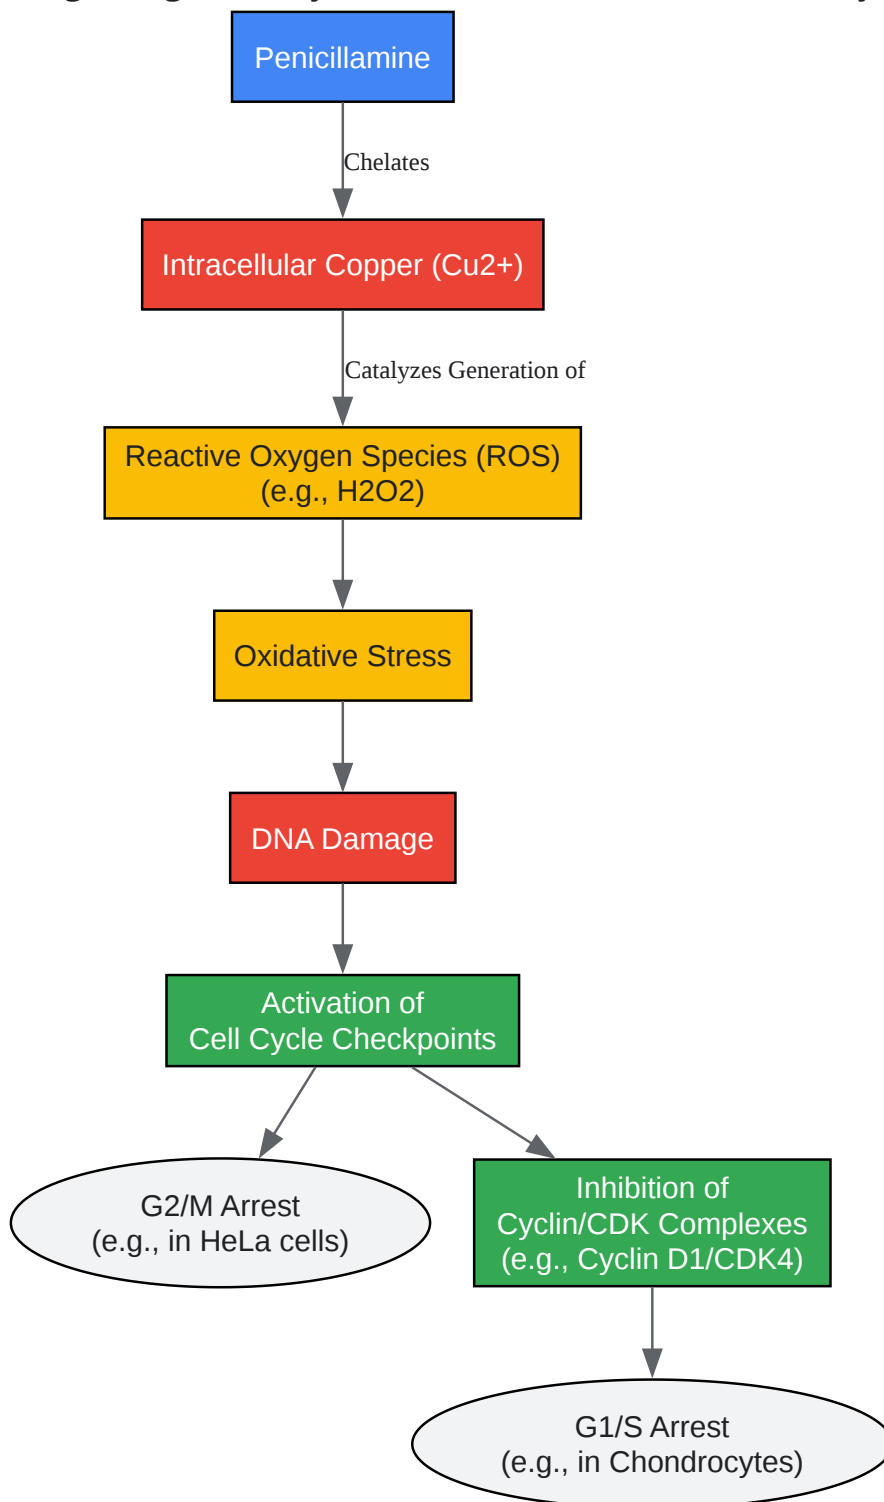 Penicillamine
Chelates
Intracellular Copper (Cu2+)
Catalyzes Generation of
Reactive Oxygen Species (ROS)
(e.g., H2O2)
Oxidative Stress
DNA Damage
Activation of
Cell Cycle Checkpoints
G2/M Arrest
(e.g., in HeLa cells)
Inhibition of
Cyclin/CDK Complexes
(e.g., Cyclin D1/CDK4)
G1/S Arrest
(e.g., in Chondrocytes)